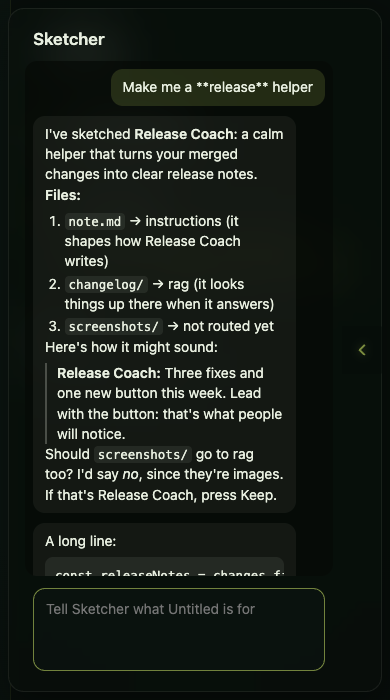 Sketcher
Make me a **release** helper
I've sketched Release Coach: a calm
helper that turns your merged
changes into clear release notes.
Files:
1. note.md → instructions (it
shapes how Release Coach
writes)
2. changelog/ → rag (it looks
things up there when it answers)
3. screenshots/ → not routed yet
Here's how it might sound:
Release Coach: Three fixes and
one new button this week. Lead
with the button: that's what people
will notice.
Should screenshots/ go to rag
too? I'd say no, since they're images.
If that's Release Coach, press Keep.
A long line:
const releaseNotes = changes.
Tell Sketcher what Untitled is for